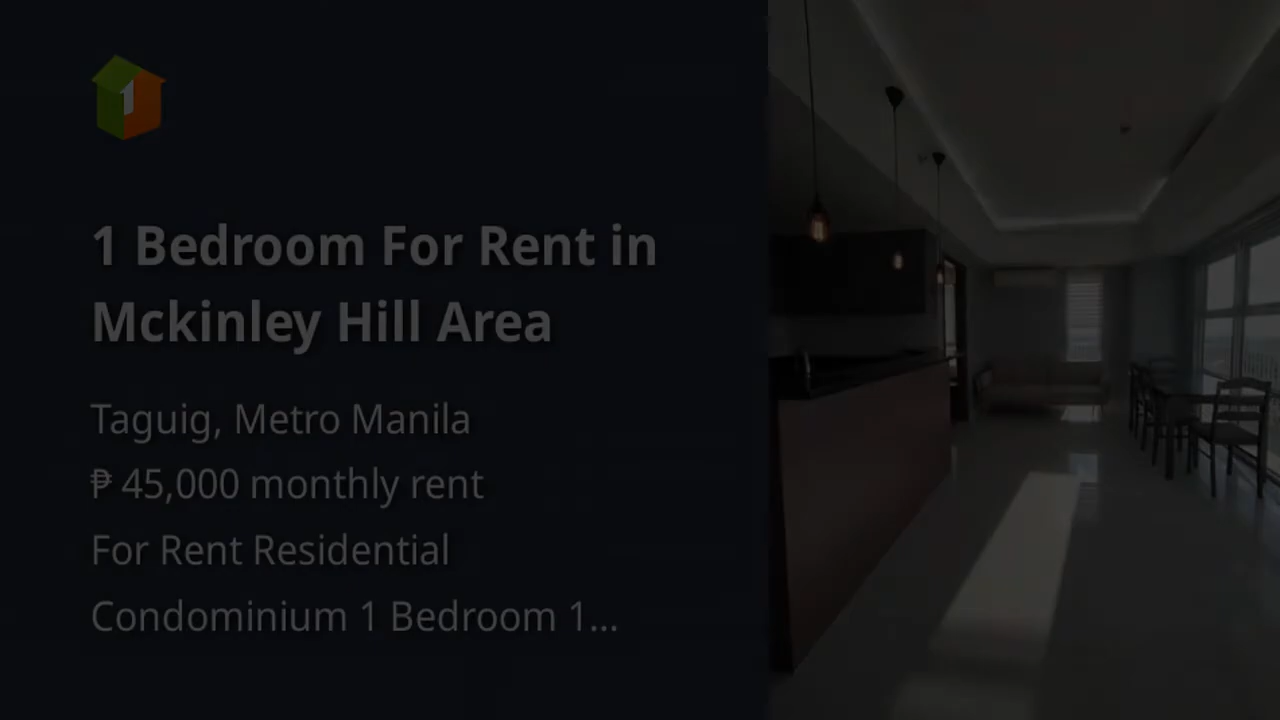 1 Bedroom For Rent in
Mckinley Hill Area
Taguig, Metro Manila
₱ 45,000 monthly rent
For Rent Residential
Condominium 1 Bedroom 1...